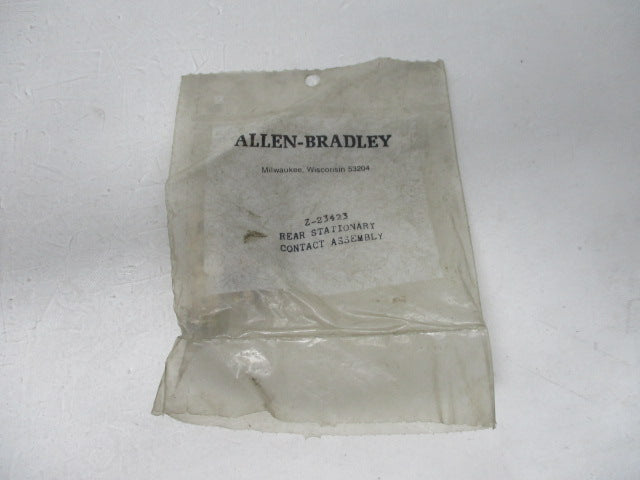 ALLEN-BRADLEY
Milwaukee, Wisconsin 53204
Z-23423
REAR STATIONARY
CONTACT ASSEMBLY